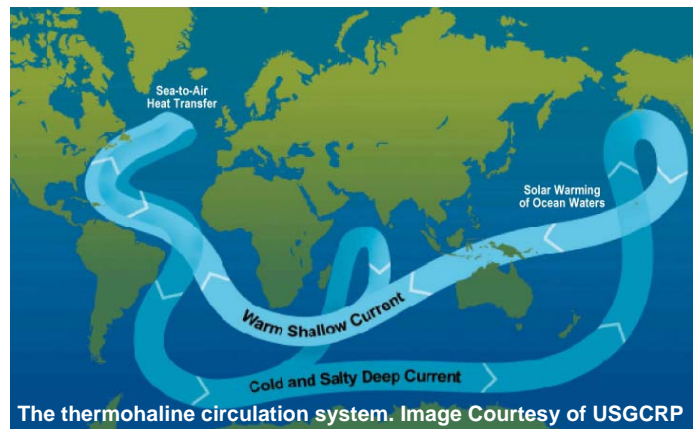 Sea-to-Air
Heat Transfer
Solar Warming
of Ocean Waters
Warm Shallow Current
Cold and Salty Deep Current
The thermohaline circulation system. Image Courtesy of USGCRP